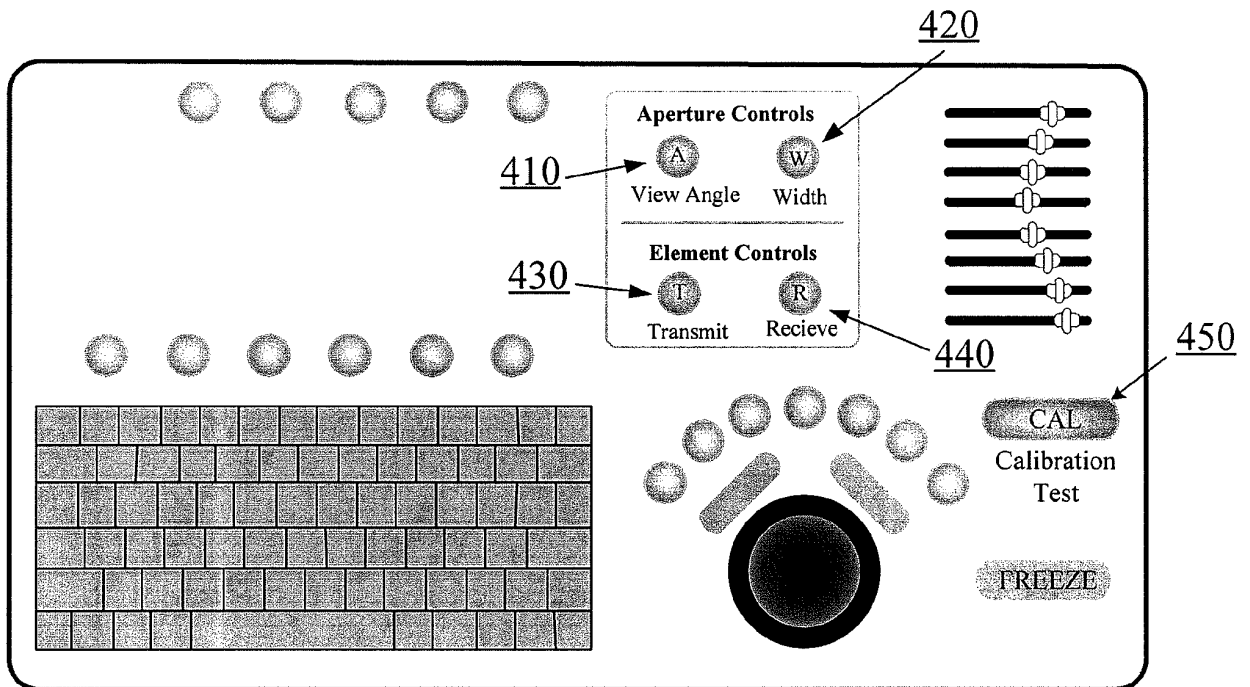 420
Aperture Controls
A
W
410
View Angle
Width
Element Controls
430
T
R
Transmit
Recieve
440
450
CAL
Calibration
Test
FREEZE